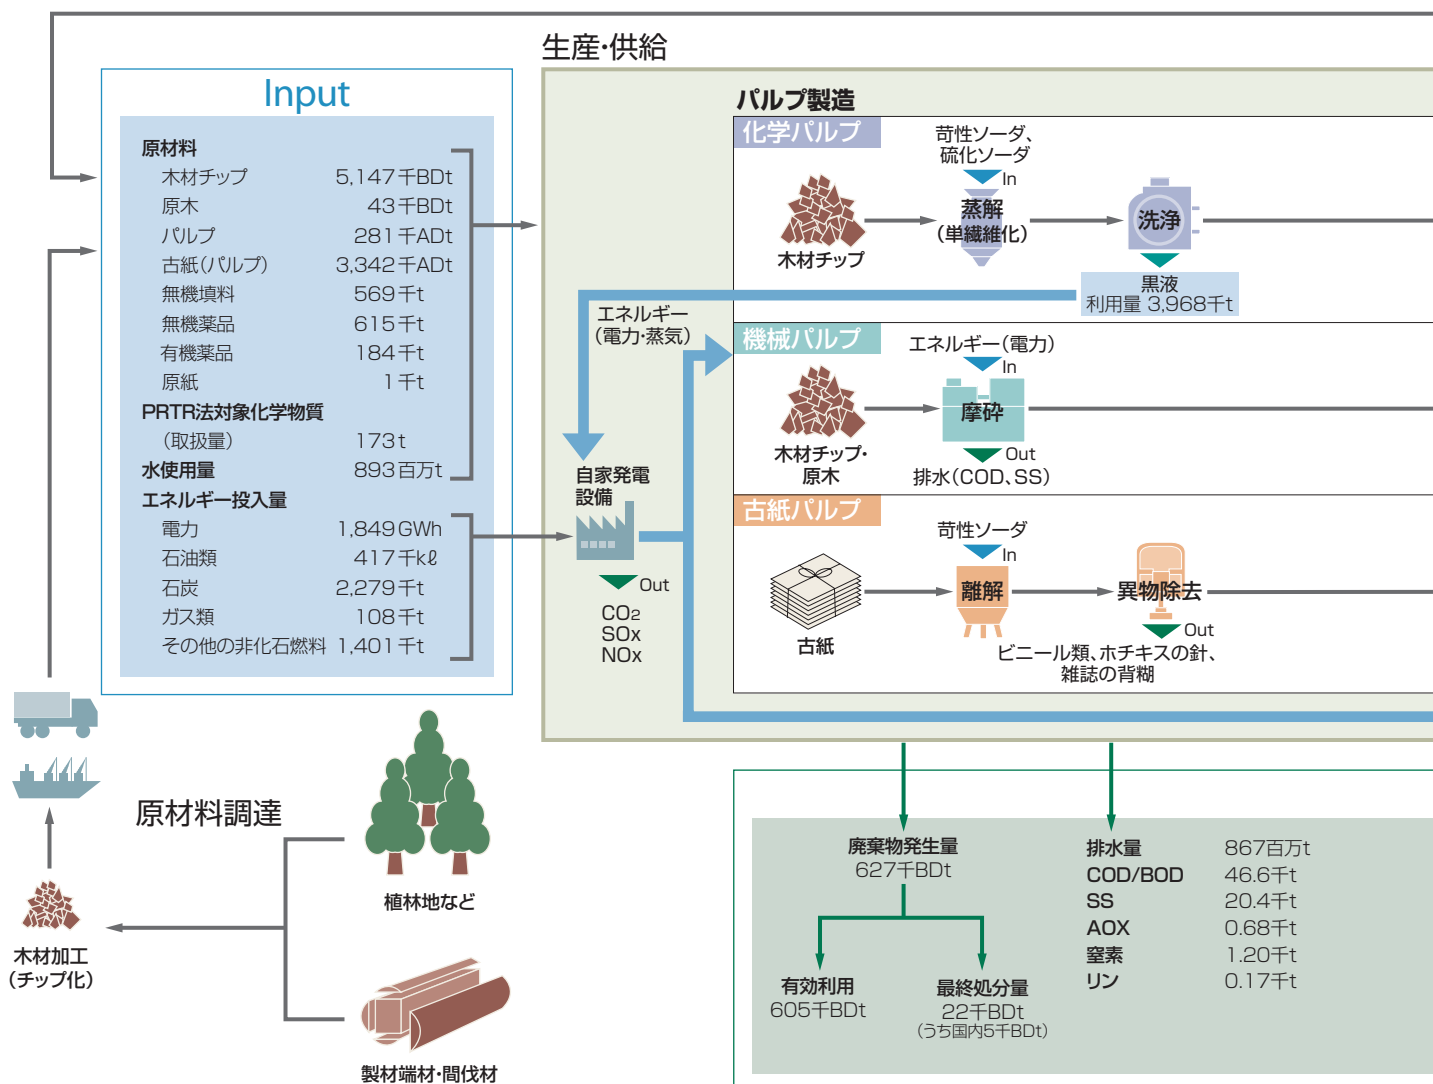 生産・供給
Input
原材料
木材チップ 5,147千BDt
原木 43千BDt
パルプ 281千ADt
古紙(パルプ) 3,342千ADt
無機填料 569千t
無機薬品 615千t
有機薬品 184千t
原紙 1千t
PRTR法対象化学物質
(取扱量) 173t
水使用量 893百万t
エネルギー投入量
電力 1,849GWh
石油類 417千kℓ
石炭 2,279千t
ガス類 108千t
その他の非化石燃料 1,401千t
パルプ製造
化学パルプ
苛性ソーダ、
硫化ソーダ
In
木材チップ
蒸解
(単繊維化)
洗浄
黒液
利用量 3,968千t
エネルギー
(電力・蒸気)
機械パルプ
エネルギー(電力)
In
木材チップ・
原木
摩砕
Out
排水(COD、SS)
自家発電
設備
Out
CO2
SOx
NOx
古紙パルプ
苛性ソーダ
In
古紙
離解
異物除去
Out
ビニール類、ホチキスの針、
雑誌の背糊
原材料調達
植林地など
木材加工
(チップ化)
製材端材・間伐材
廃棄物発生量
627千BDt
有効利用
605千BDt
最終処分量
22千BDt
(うち国内5千BDt)
排水量 867百万t
COD/BOD 46.6千t
SS 20.4千t
AOX 0.68千t
窒素 1.20千t
リン 0.17千t